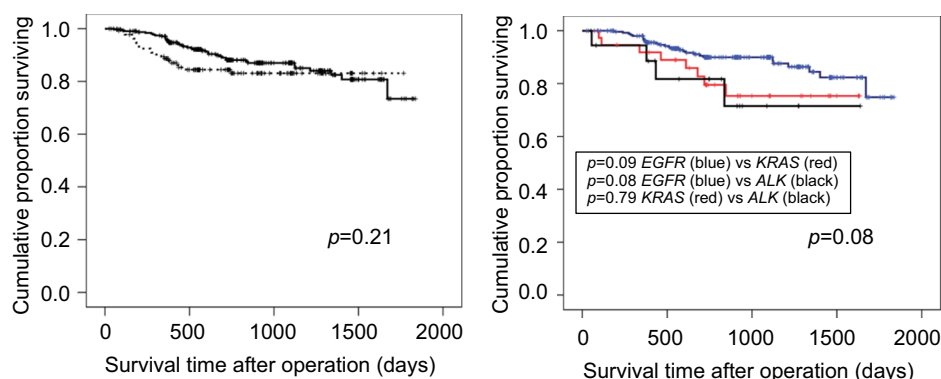 Cumulative proportion surviving
1.0
0.8
0.6
0.4
0.2
0.0
p=0.21
0 500 1000 1500 2000
Survival time after operation (days)
Cumulative proportion surviving
1.0
0.8
0.6
0.4
0.2
0.0
p=0.09 EGFR (blue) vs KRAS (red)
p=0.08 EGFR (blue) vs ALK (black)
p=0.79 KRAS (red) vs ALK (black)
p=0.08
0 500 1000 1500 2000
Survival time after operation (days)